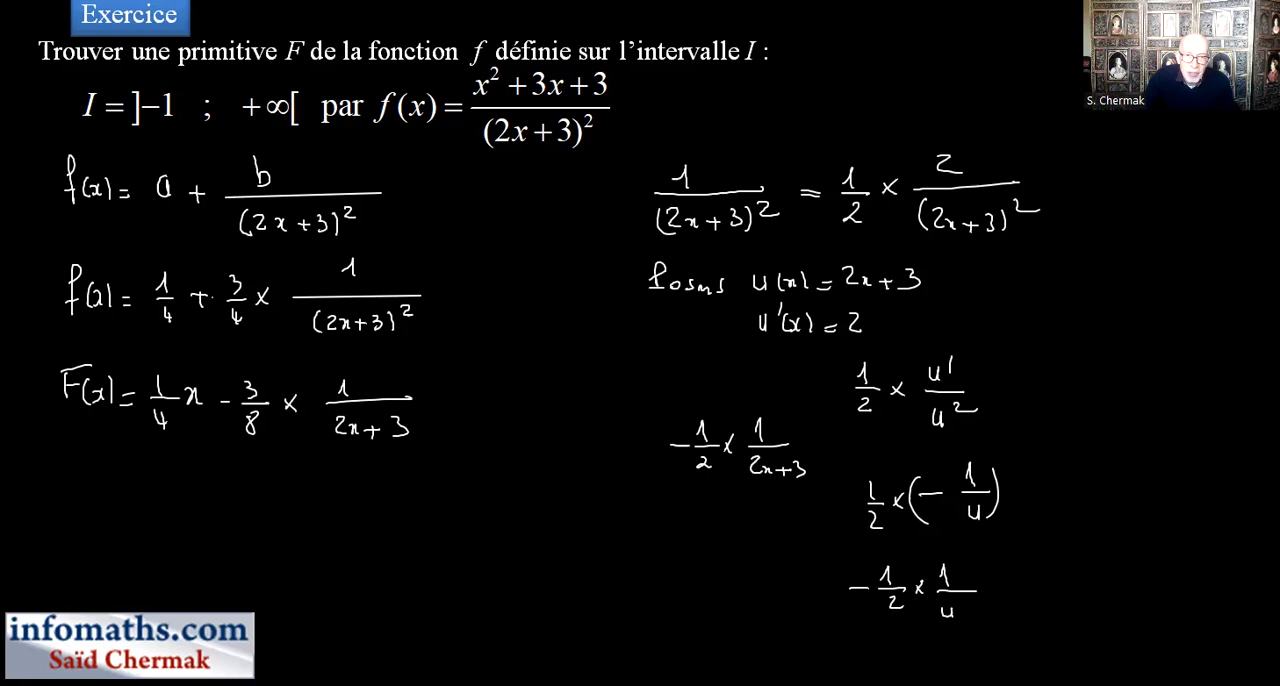 Exercice
Trouver une primitive F de la fonction f définie sur l'intervalle I :
I = ]−1 ; +∞[ par f(x) = (x² + 3x + 3)/(2x + 3)²
f(x) = a + b/(2x + 3)²
f(x) = 1/4 + 3/4 × 1/(2x + 3)²
F(x) = 1/4 x − 3/8 × 1/(2x + 3)
S. Chermak
1/(2x + 3)² = 1/2 × 2/(2x + 3)²
Posons u(x) = 2x + 3
u'(x) = 2
1/2 × u'/u²
−1/2 × 1/(2x + 3)
1/2 × (− 1/u)
−1/2 × 1/u
infomaths.com
Saïd Chermak